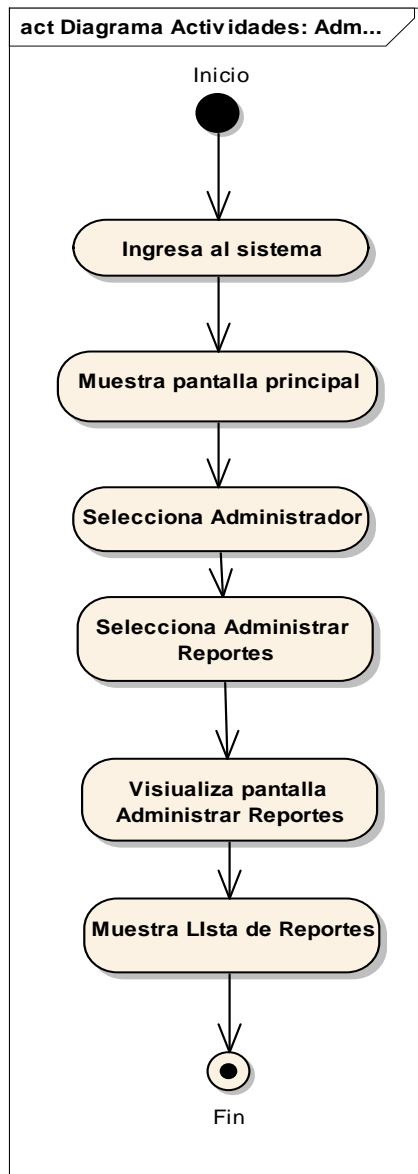 act Diagrama Actividades: Adm...
Inicio
Ingresa al sistema
Muestra pantalla principal
Selecciona Administrador
Selecciona Administrar
Reportes
Visiualiza pantalla
Administrar Reportes
Muestra LIsta de Reportes
Fin